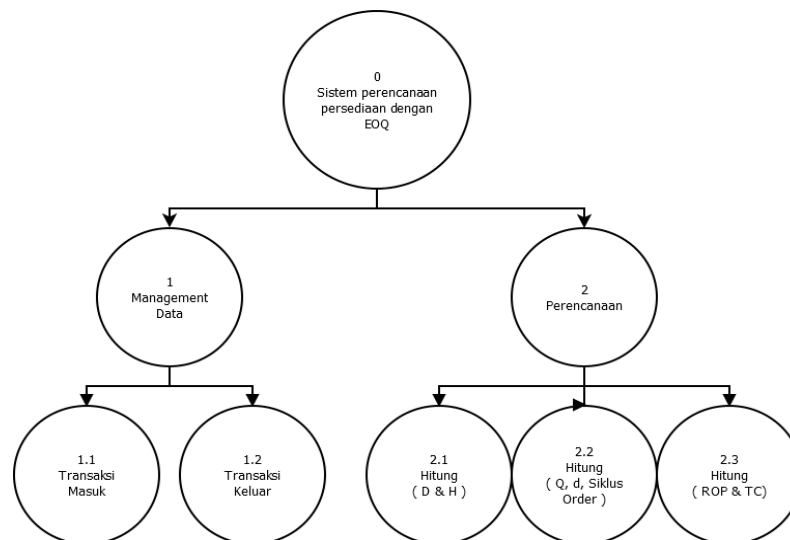 0
Sistem perencanaan
persediaan dengan
EOQ
1
Management
Data
2
Perencanaan
1.1
Transaksi
Masuk
1.2
Transaksi
Keluar
2.1
Hitung
( D & H )
2.2
Hitung
( Q, d, Siklus
Order )
2.3
Hitung
( ROP & TC)